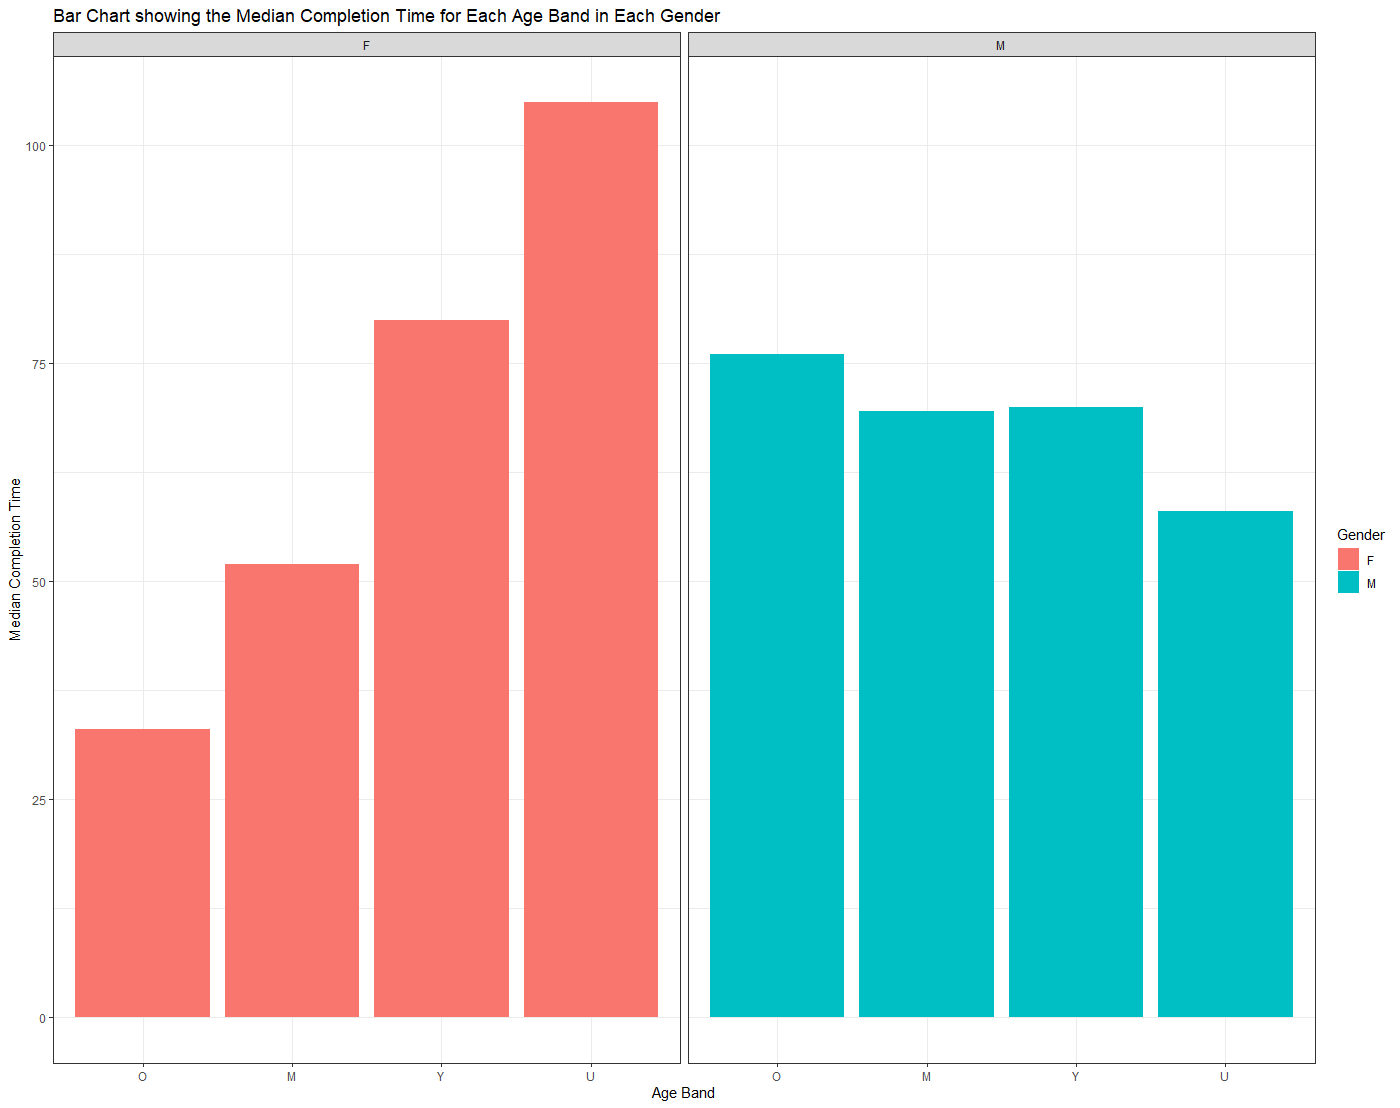 Bar Chart showing the Median Completion Time for Each Age Band in Each Gender
F
M
100
75
50
25
0
Median Completion Time
O M Y U
O M Y U
Age Band
Gender
F
M